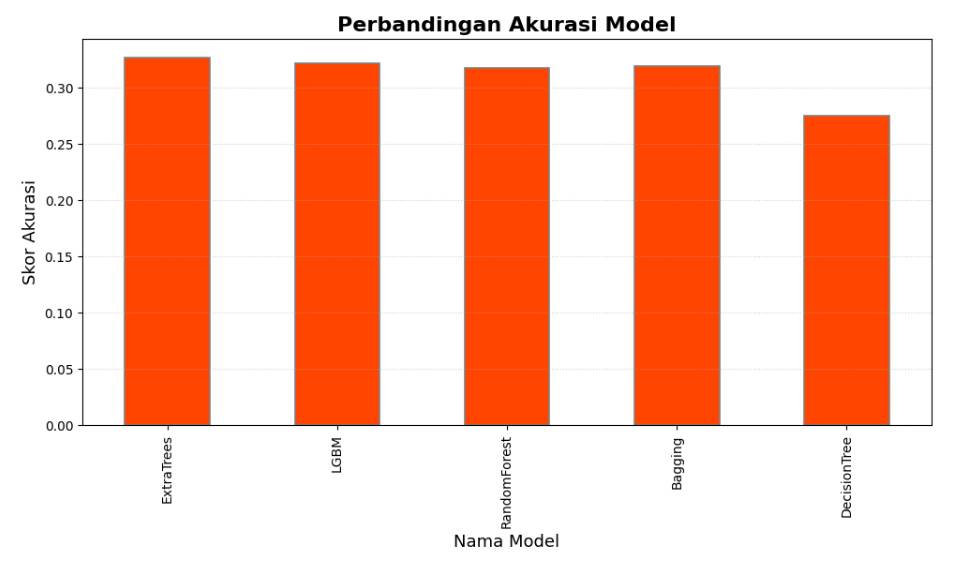 Perbandingan Akurasi Model
Skor Akurasi
0.30
0.25
0.20
0.15
0.10
0.05
0.00
ExtraTrees
LGBM
RandomForest
Bagging
DecisionTree
Nama Model